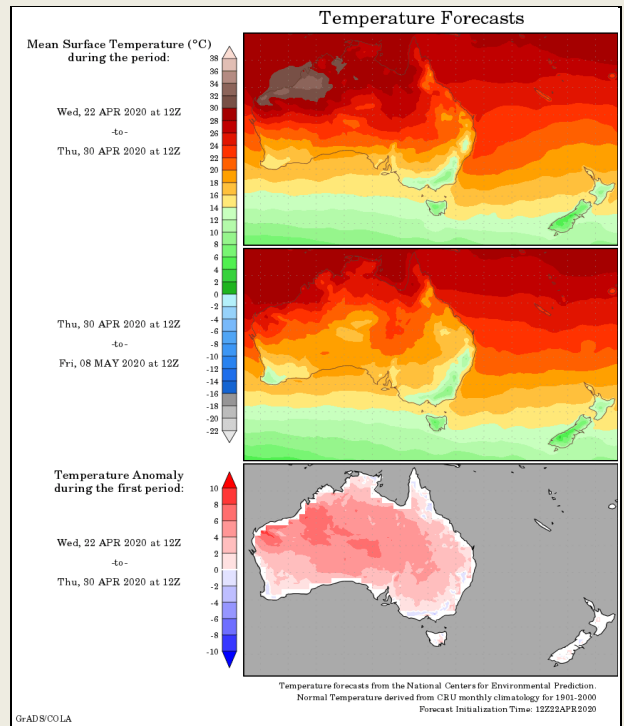 Temperature Forecasts
Mean Surface Temperature (°C)
during the period:
Wed, 22 APR 2020 at 12Z
-to-
Thu, 30 APR 2020 at 12Z
38
36
34
32
30
28
26
24
22
20
18
16
14
12
10
8
6
4
2
0
-2
-4
-6
-8
-10
-12
-14
-16
-17
-18
-20
-22
Thu, 30 APR 2020 at 12Z
-to-
Fri, 08 MAY 2020 at 12Z
Temperature Anomaly
during the first period:
Wed, 22 APR 2020 at 12Z
-to-
Thu, 30 APR 2020 at 12Z
10
8
6
4
2
0
-2
-4
-6
-8
-10
Temperature forecasts from the National Centers for Environmental Prediction.
Normal Temperature derived from CRU monthly climatology for 1901-2000
Forecast Initialization Time: 12Z22APR2020
GrADS/COLA